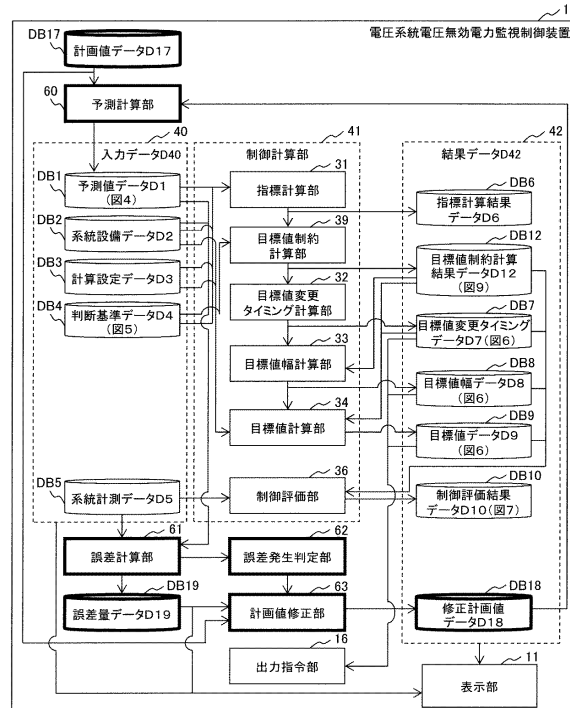 1
電圧系統電圧無効電力監視制御装置
DB17
計画値データD17
60
予測計算部
40
入力データD40
41
制御計算部
42
結果データD42
DB1
予測値データD1
(図4)
31
指標計算部
DB6
指標計算結果
データD6
DB2
系統設備データD2
39
目標値制約
計算部
DB12
目標値制約計算
結果データD12
(図9)
DB3
計算設定データD3
32
目標値変更
タイミング計算部
DB4
判断基準データD4
(図5)
DB7
目標値変更タイミング
データD7(図6)
33
目標値幅計算部
DB8
目標値幅データD8
(図6)
34
目標値計算部
DB9
目標値データD9
(図6)
DB5
系統計測データD5
36
制御評価部
DB10
制御評価結果
データD10(図7)
61
誤差計算部
62
誤差発生判定部
DB19
誤差量データD19
63
計画値修正部
DB18
修正計画値
データD18
16
出力指令部
11
表示部